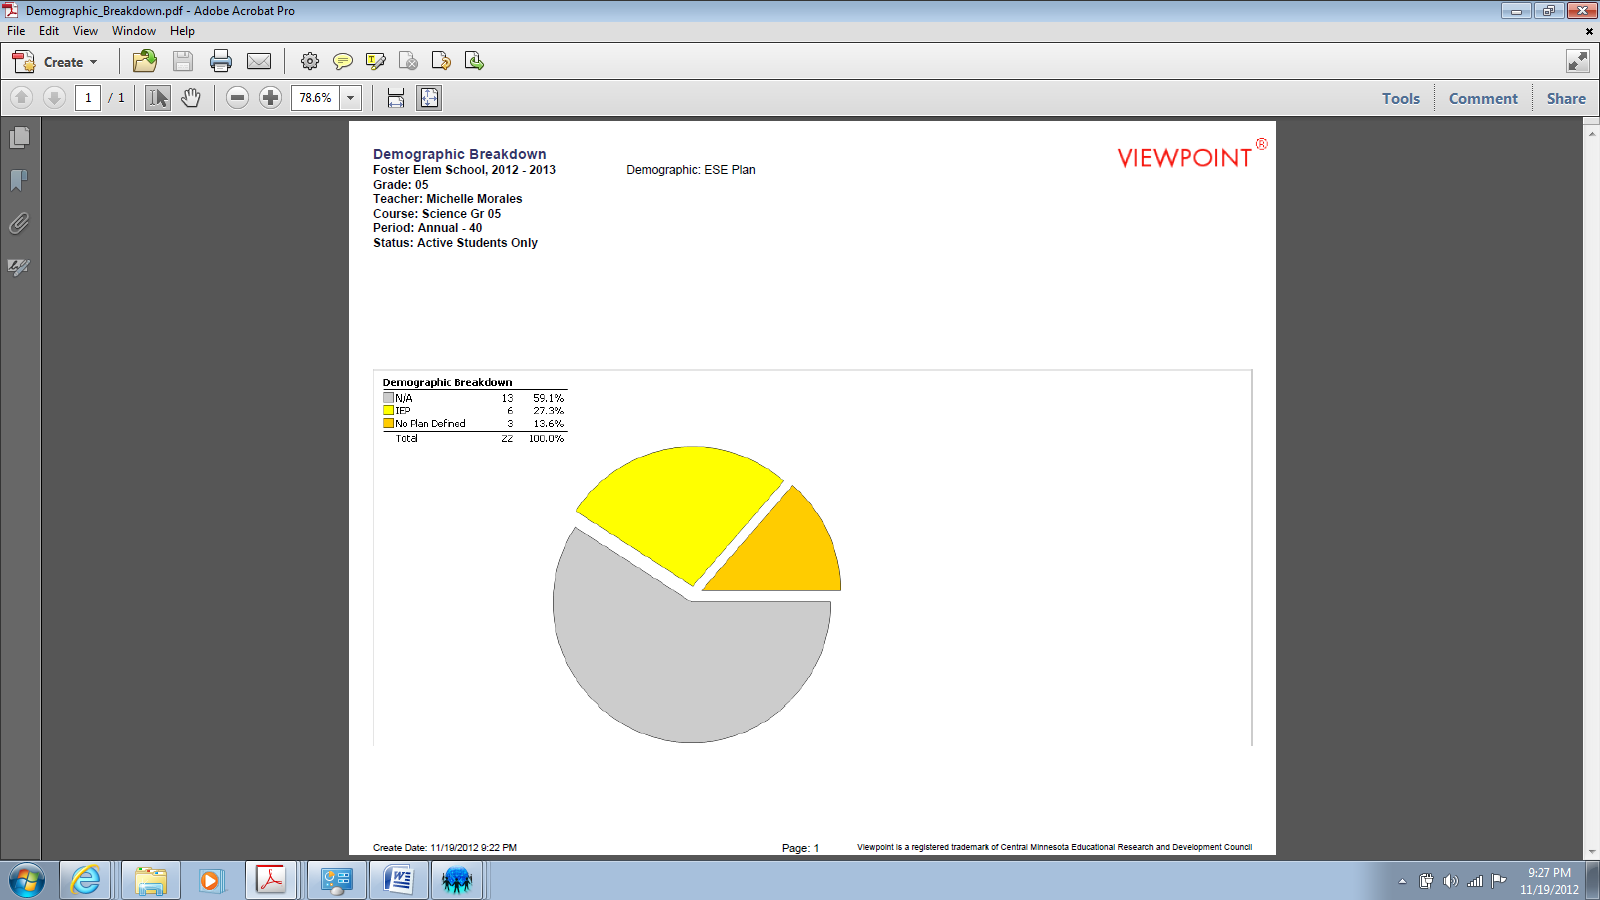 Demographic_Breakdown.pdf - Adobe Acrobat Pro
File Edit View Window Help
Create
1 / 1
78.6%
Tools Comment Share
Demographic Breakdown
Foster Elem School, 2012 - 2013 Demographic: ESE Plan
VIEWPOINT®
Grade: 05
Teacher: Michelle Morales
Course: Science Gr 05
Period: Annual - 40
Status: Active Students Only
Demographic Breakdown
N/A 13 59.1%
IEP 6 27.3%
No Plan Defined 3 13.6%
Total 22 100.0%
Create Date: 11/19/2012 9:22 PM Page: 1 Viewpoint is a registered trademark of Central Minnesota Educational Research and Development Council
9:27 PM
11/19/2012